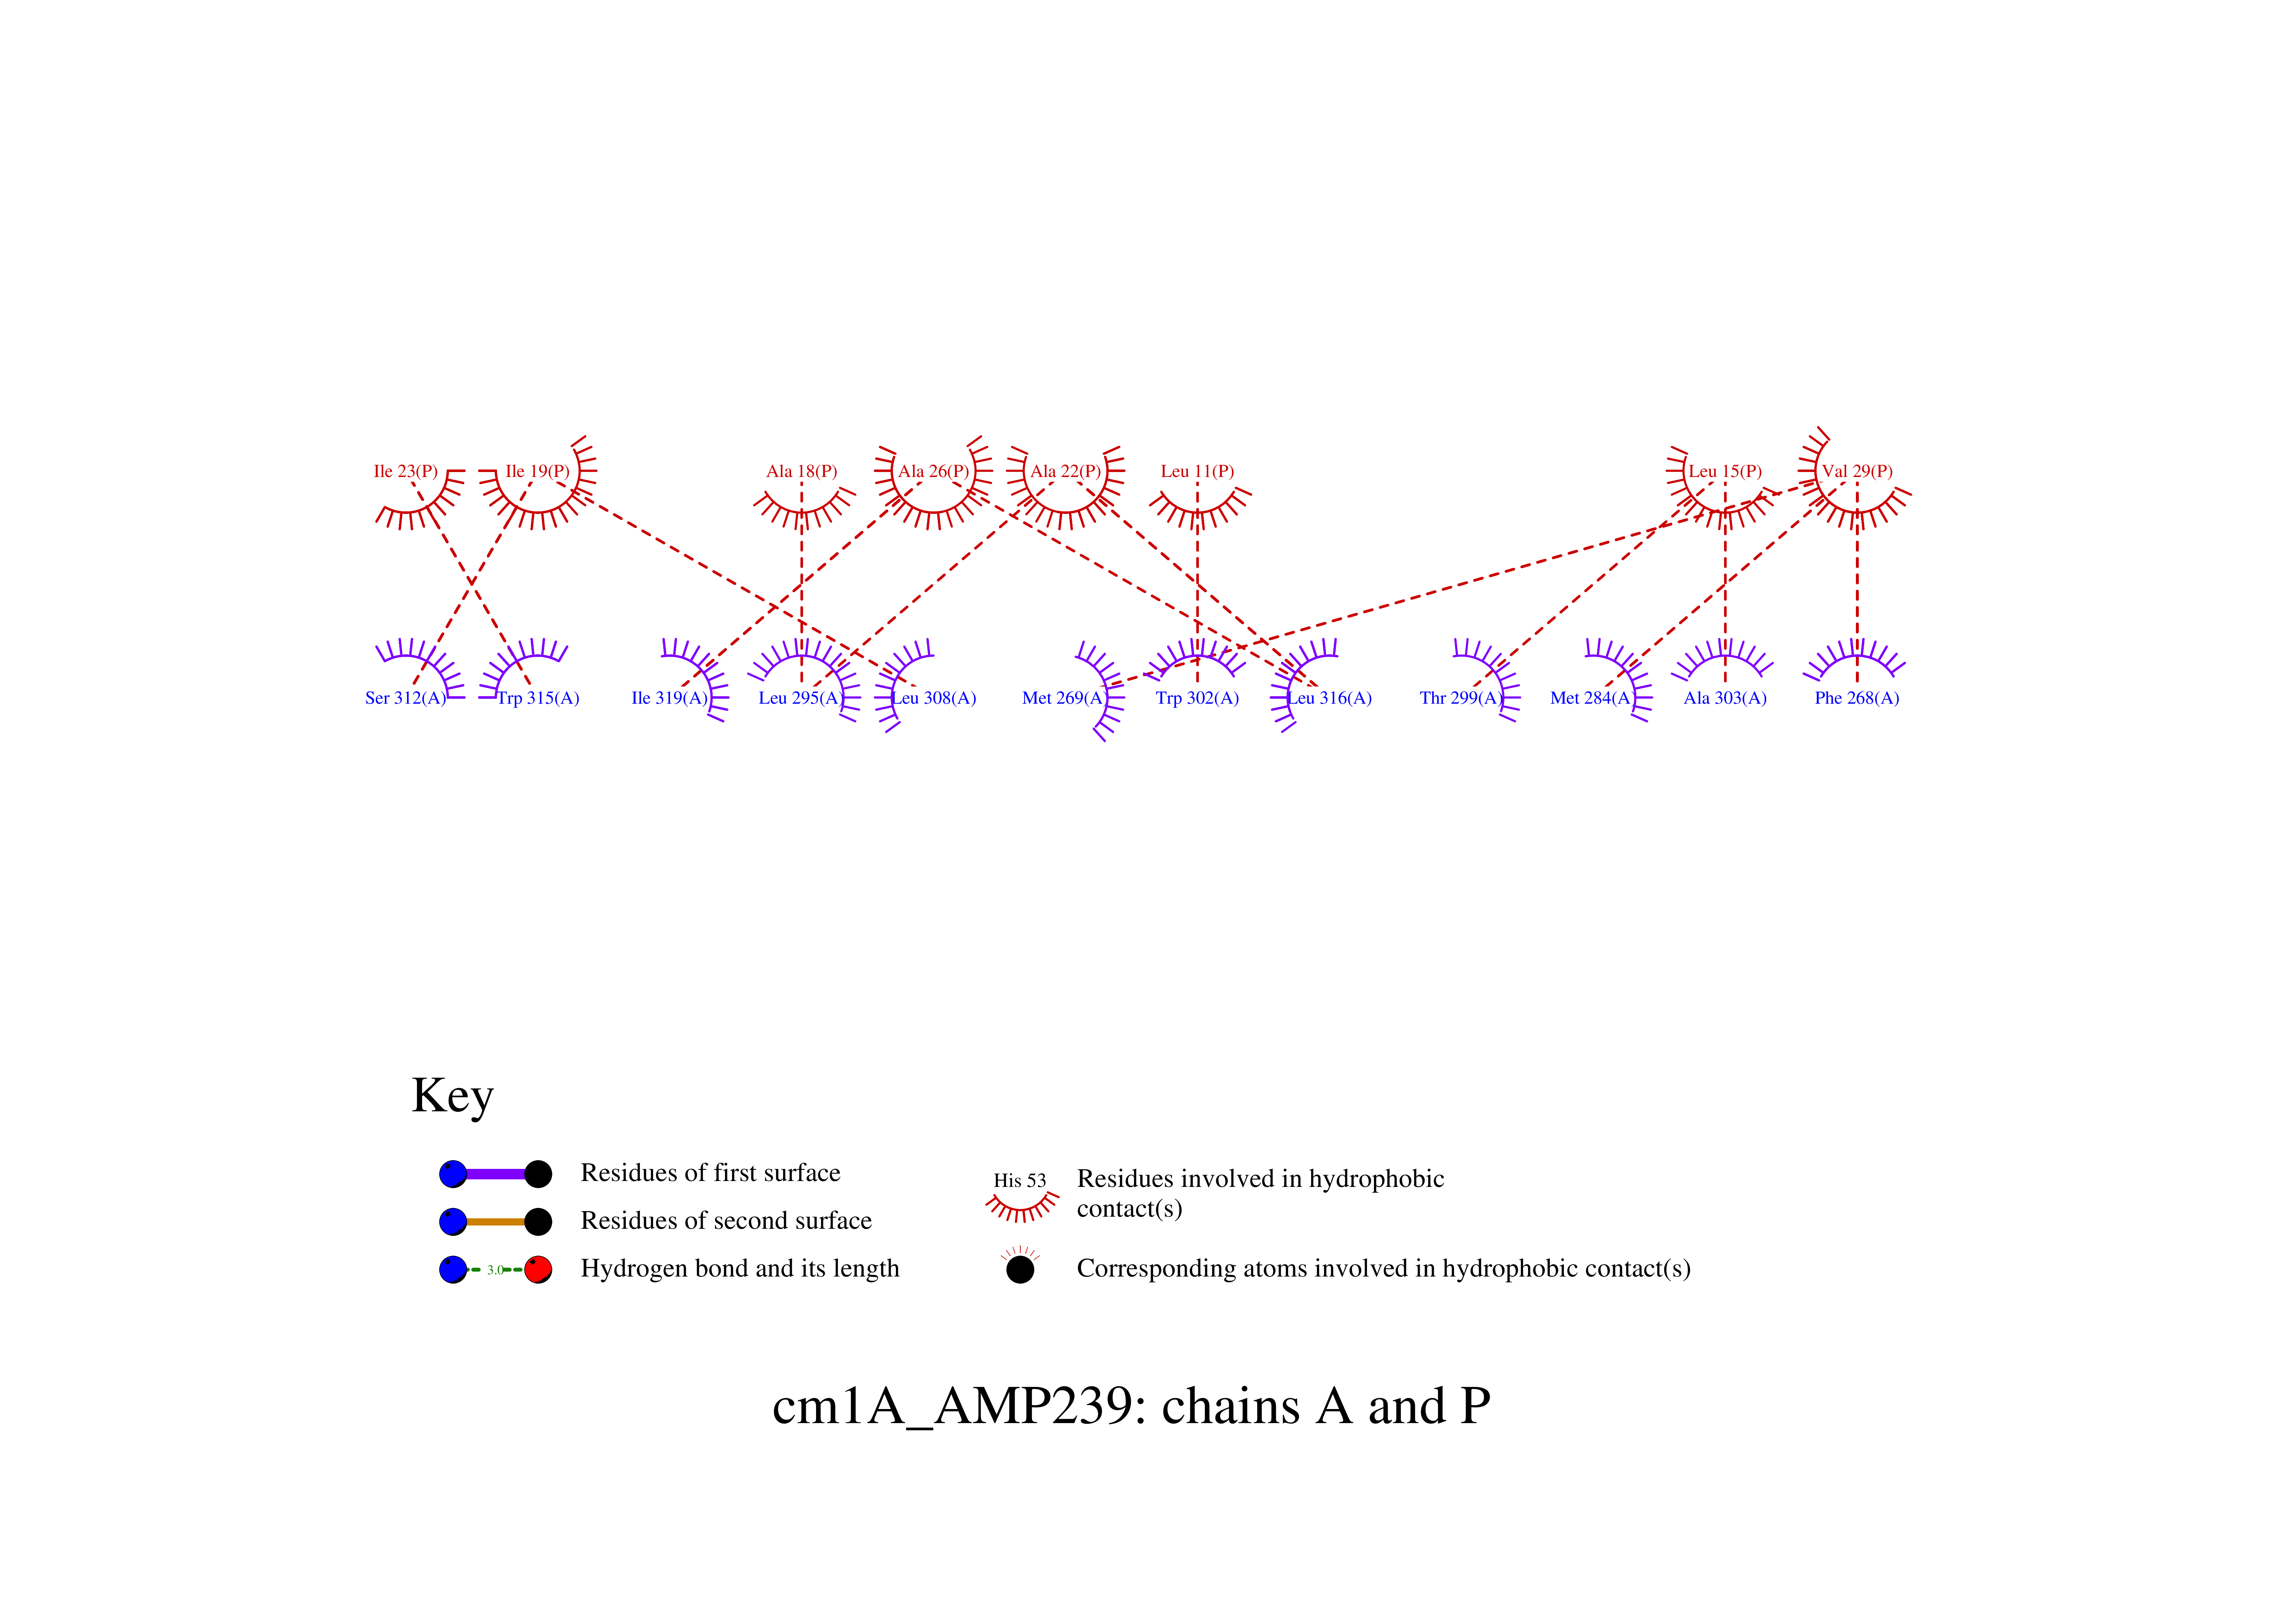 Ile 23(P) Ile 19(P) Ala 18(P) Ala 26(P) Ala 22(P) Leu 11(P) Leu 15(P) Val 29(P)
Ser 312(A) Trp 315(A) Ile 319(A) Leu 295(A) Leu 308(A) Met 269(A) Trp 302(A) Leu 316(A) Thr 299(A) Met 284(A) Ala 303(A) Phe 268(A)
Key
Residues of first surface
Residues of second surface
3.0 Hydrogen bond and its length
His 53 Residues involved in hydrophobic
contact(s)
Corresponding atoms involved in hydrophobic contact(s)
cm1A_AMP239: chains A and P